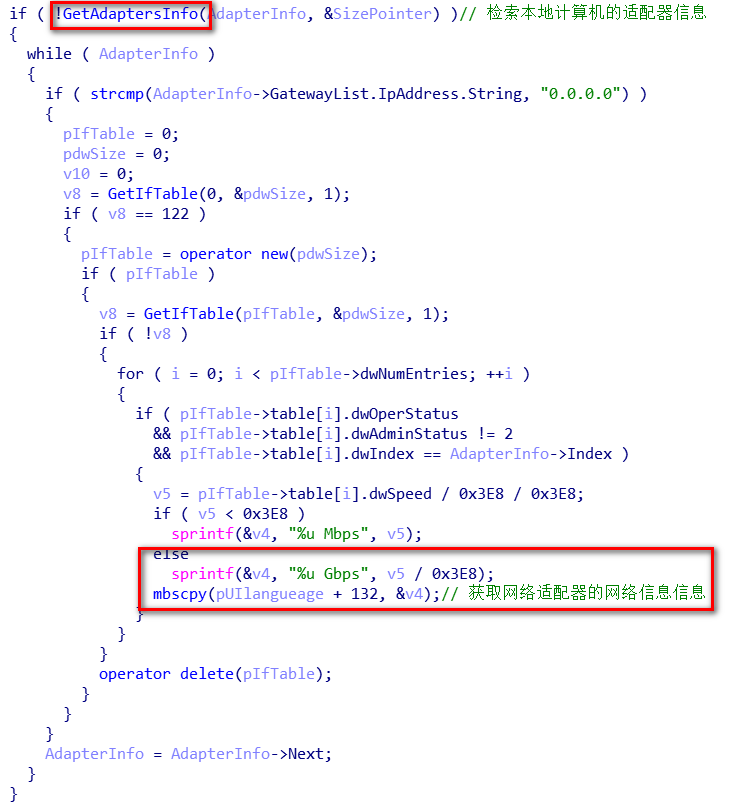 if ( !GetAdaptersInfo(AdapterInfo, &SizePointer) )// 检索本地计算机的适配器信息
{
  while ( AdapterInfo )
  {
    if ( strcmp(AdapterInfo->GatewayList.IpAddress.String, "0.0.0.0") )
    {
      pIfTable = 0;
      pdwSize = 0;
      v10 = 0;
      v8 = GetIfTable(0, &pdwSize, 1);
      if ( v8 == 122 )
      {
        pIfTable = operator new(pdwSize);
        if ( pIfTable )
        {
          v8 = GetIfTable(pIfTable, &pdwSize, 1);
          if ( !v8 )
          {
            for ( i = 0; i < pIfTable->dwNumEntries; ++i )
            {
              if ( pIfTable->table[i].dwOperStatus
                && pIfTable->table[i].dwAdminStatus != 2
                && pIfTable->table[i].dwIndex == AdapterInfo->Index )
              {
                v5 = pIfTable->table[i].dwSpeed / 0x3E8 / 0x3E8;
                if ( v5 < 0x3E8 )
                  sprintf(&v4, "%u Mbps", v5);
                else
                  sprintf(&v4, "%u Gbps", v5 / 0x3E8);
                mbscpy(pUIlangueage + 132, &v4);// 获取网络适配器的网络信息信息
              }
            }
          }
          operator delete(pIfTable);
        }
      }
    }
    AdapterInfo = AdapterInfo->Next;
  }
}